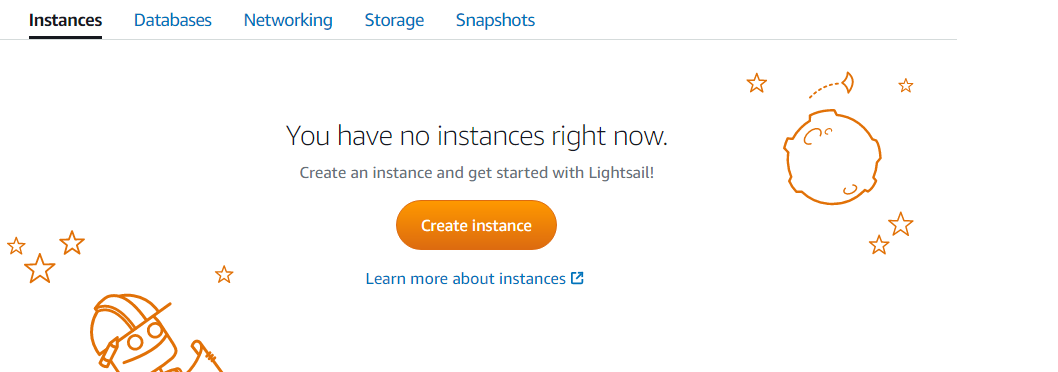 Instances Databases Networking Storage Snapshots
You have no instances right now.
Create an instance and get started with Lightsail!
Create instance
Learn more about instances